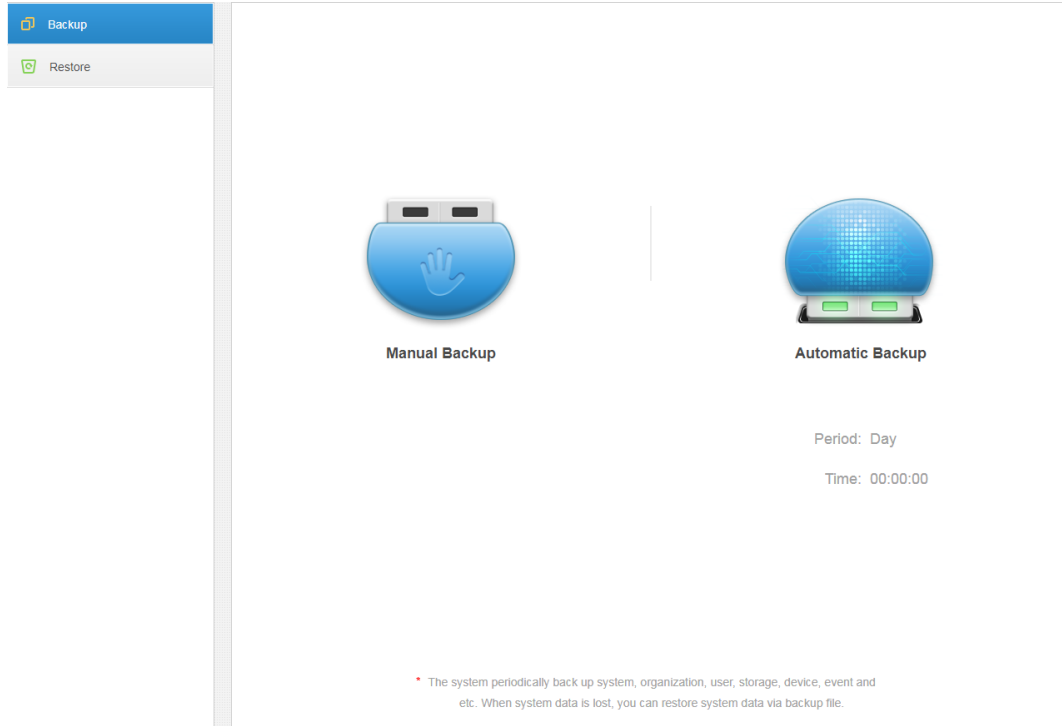 Backup
Restore
Manual Backup
Automatic Backup
Period: Day
Time: 00:00:00
* The system periodically back up system, organization, user, storage, device, event and
etc. When system data is lost, you can restore system data via backup file.